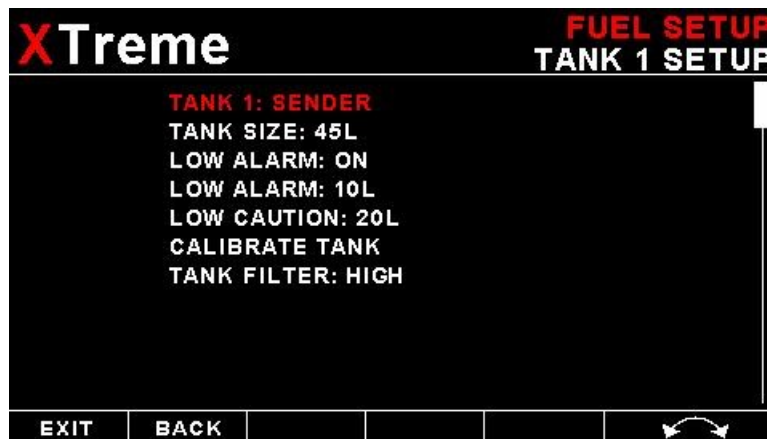 XTreme
FUEL SETUP
TANK 1 SETUP
TANK 1: SENDER
TANK SIZE: 45L
LOW ALARM: ON
LOW ALARM: 10L
LOW CAUTION: 20L
CALIBRATE TANK
TANK FILTER: HIGH
EXIT BACK